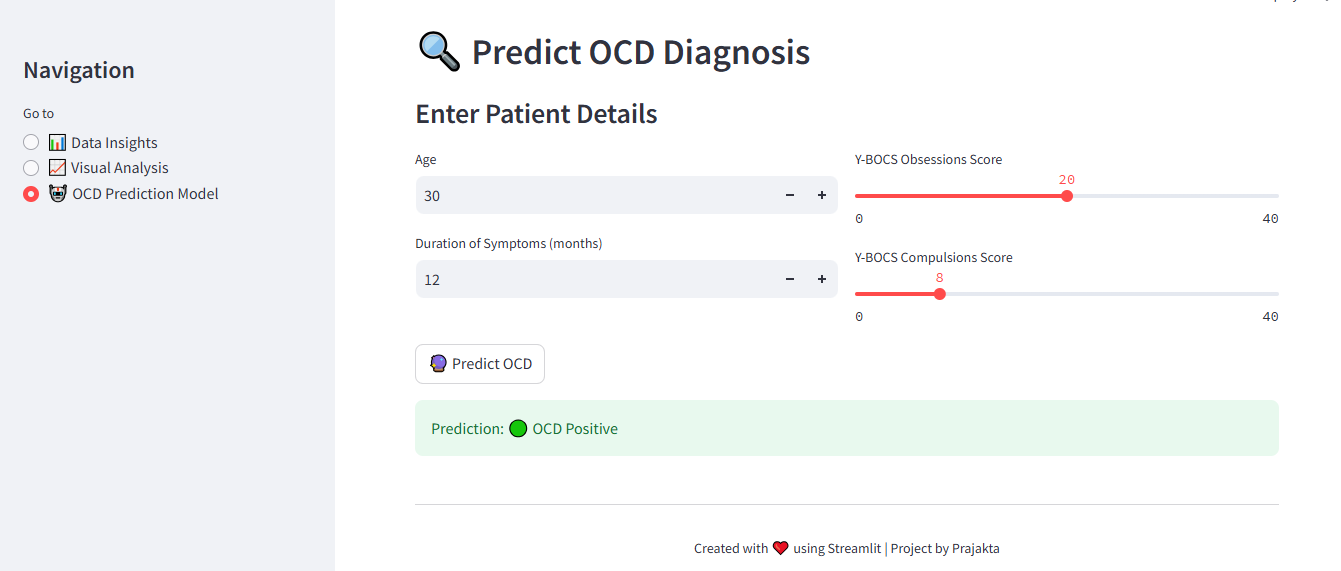 Navigation
Go to
Data Insights
Visual Analysis
OCD Prediction Model
Predict OCD Diagnosis
Enter Patient Details
Age
30
Duration of Symptoms (months)
12
Y-BOCS Obsessions Score
20
0 40
Y-BOCS Compulsions Score
8
0 40
Predict OCD
Prediction: OCD Positive
Created with ❤️ using Streamlit | Project by Prajakta